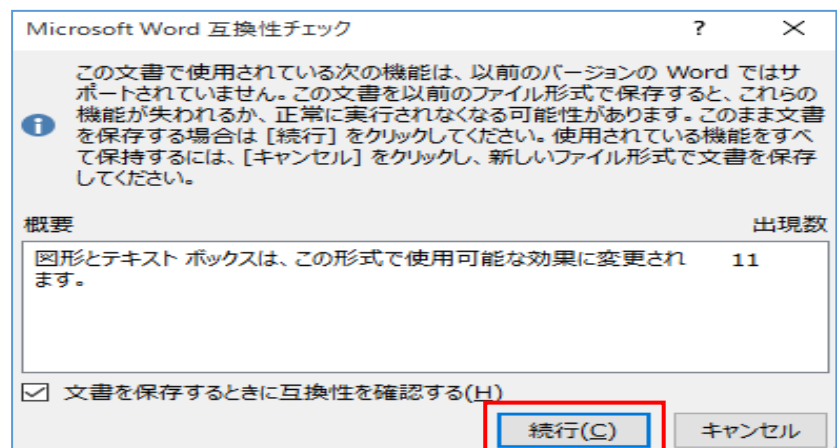 Microsoft Word 互換性チェック ? ×
この文書で使用されている次の機能は、以前のバージョンの Word ではサ
ポートされていません。この文書を以前のファイル形式で保存すると、これらの
機能が失われるか、正常に実行されなくなる可能性があります。このまま文書
を保存する場合は [続行] をクリックしてください。使用されている機能をすべ
て保持するには、[キャンセル] をクリックし、新しいファイル形式で文書を保存
してください。
概要 出現数
図形とテキスト ボックスは、この形式で使用可能な効果に変更され 11
ます。
文書を保存するときに互換性を確認する(H)
続行(C) キャンセル